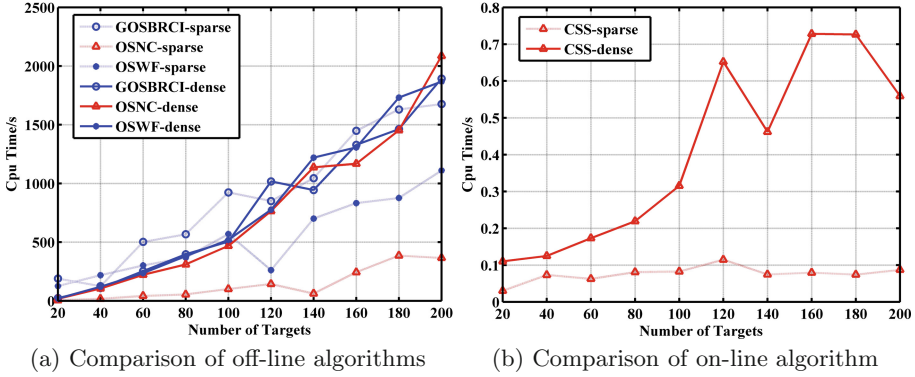 GOSBRCI-sparse
OSNC-sparse
OSWF-sparse
GOSBRCI-dense
OSNC-dense
OSWF-dense
Cpu Time/s
2500
2000
1500
1000
500
0
20 40 60 80 100 120 140 160 180 200
Number of Targets
(a) Comparison of off-line algorithms
CSS-sparse
CSS-dense
Cpu Time/s
0.8
0.7
0.6
0.5
0.4
0.3
0.2
0.1
0
20 40 60 80 100 120 140 160 180 200
Number of Targets
(b) Comparison of on-line algorithm